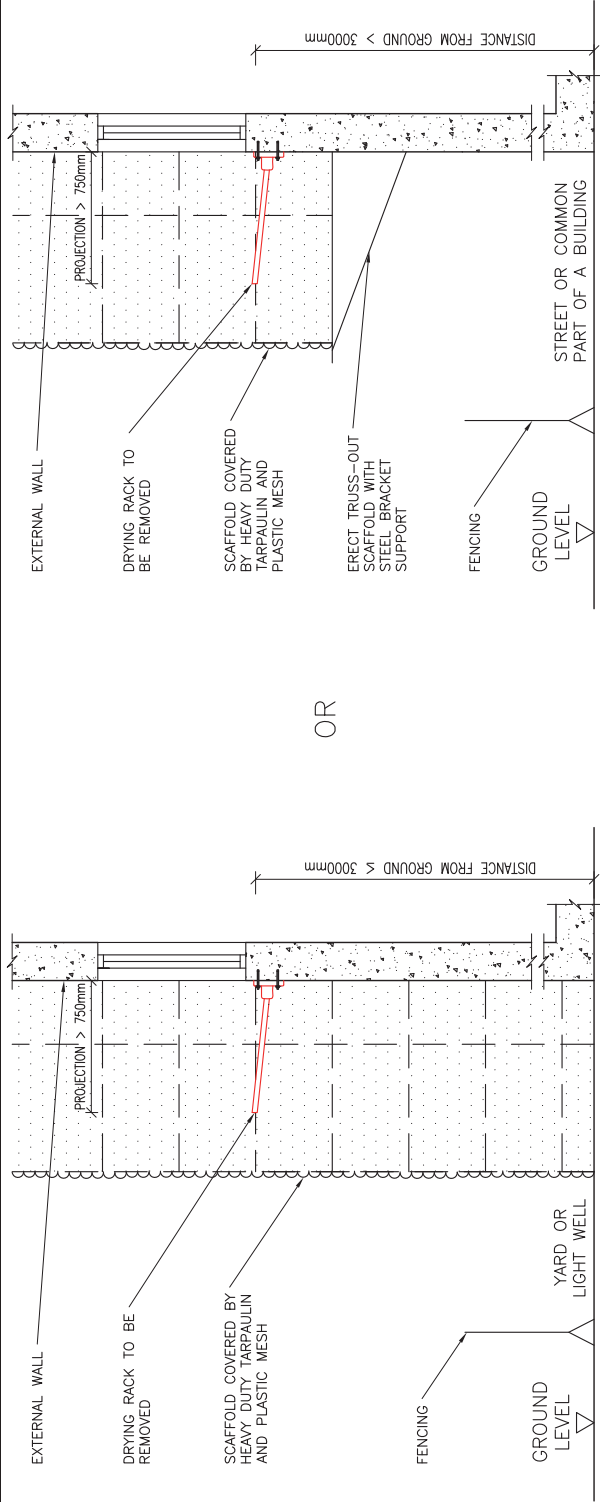 EXTERNAL WALL
PROJECTION > 750mm
DRYING RACK TO BE
REMOVED
SCAFFOLD COVERED BY
HEAVY DUTY TARPAULIN
AND PLASTIC MESH
FENCING
GROUND
LEVEL
YARD OR
LIGHT WELL
DISTANCE FROM GROUND < 3000mm
OR
EXTERNAL WALL
PROJECTION > 750mm
DRYING RACK TO
BE REMOVED
SCAFFOLD COVERED
BY HEAVY DUTY
TARPAULIN AND
PLASTIC MESH
ERECT TRUSS-OUT
SCAFFOLD WITH
STEEL BRACKET
SUPPORT
FENCING
GROUND
LEVEL
STREET OR COMMON
PART OF A BUILDING
DISTANCE FROM GROUND > 3000mm